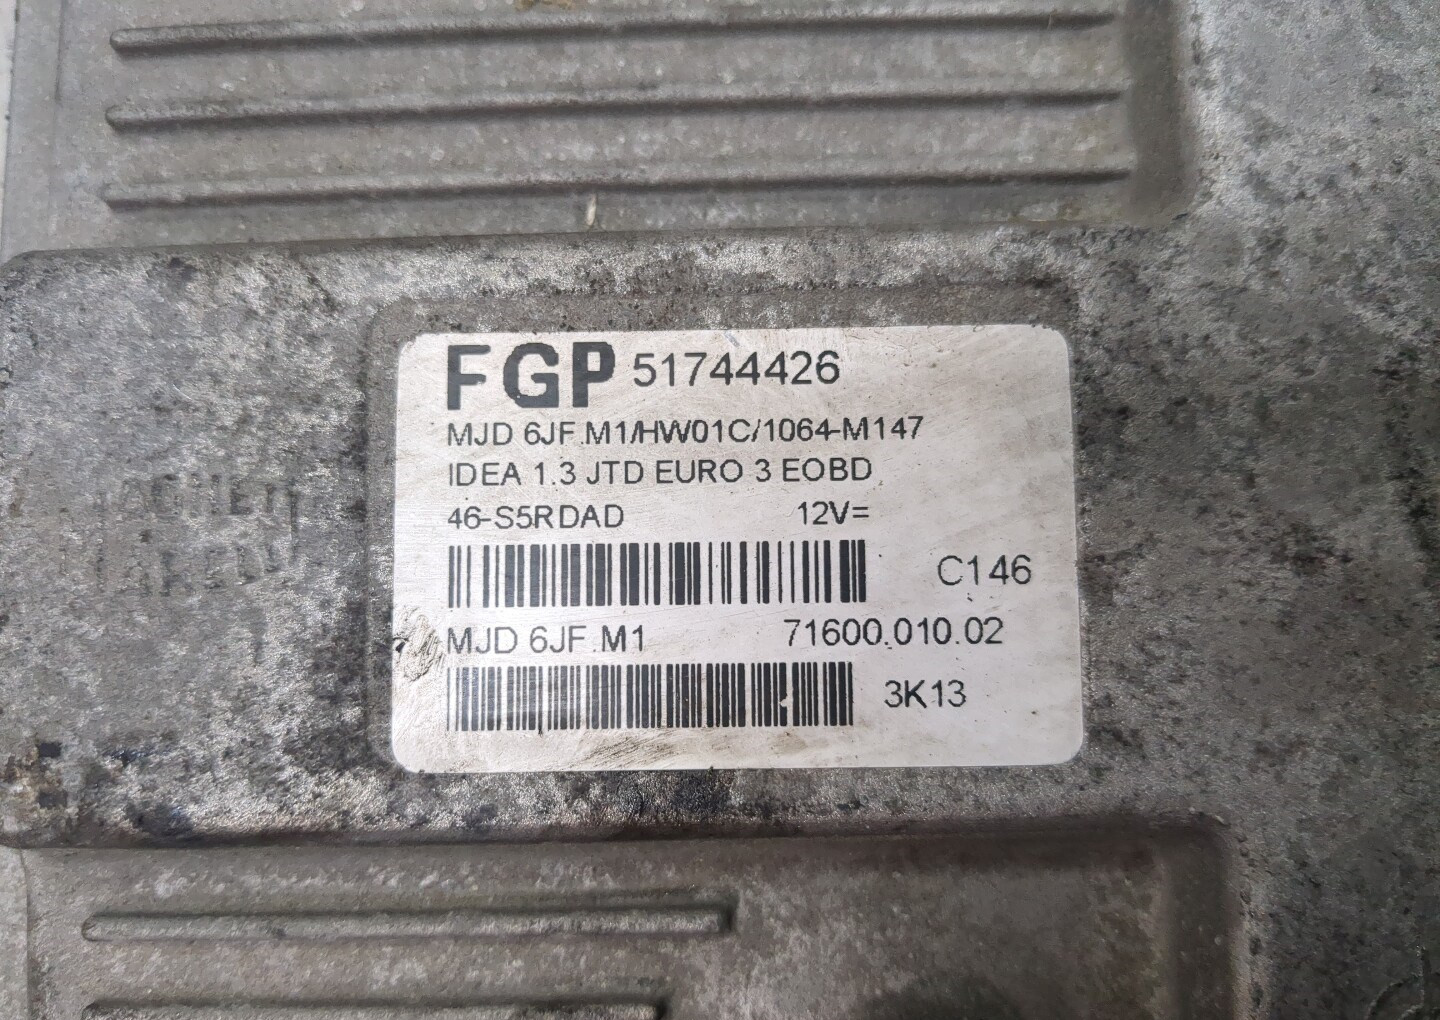 FGP 51744426
MJD 6JF.M1/HW01C/1064-M147
IDEA 1.3 JTD EURO 3 EOBD
46-S5RDAD 12V=
C146
MJD 6JF.M1 71600.010.02
3K13